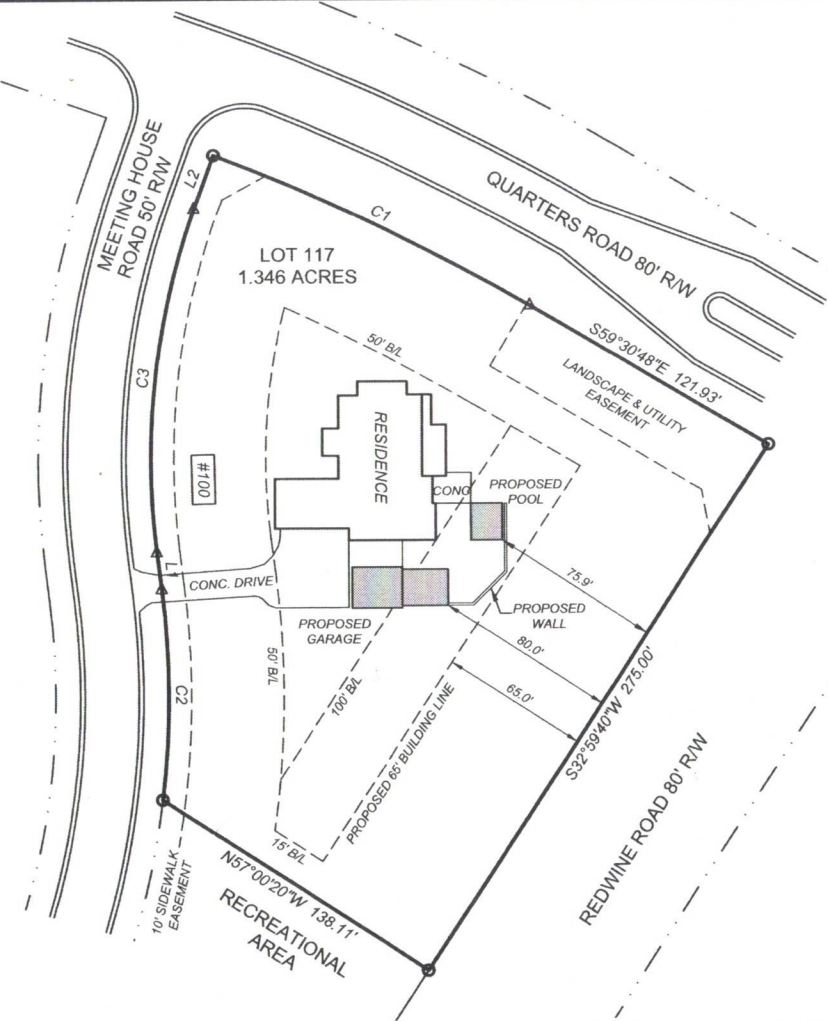 MEETING HOUSE
ROAD 50' R/W
L2
C1
QUARTERS ROAD 80' R/W
LOT 117
1.346 ACRES
S59°30'48"E 121.93'
50' B/L
LANDSCAPE & UTILITY
EASEMENT
C3
RESIDENCE
#100
CONC
PROPOSED
POOL
L1
CONC. DRIVE
75.9'
PROPOSED
GARAGE
PROPOSED
WALL
80.0'
50' B/L
100' B/L
65.0'
C2
PROPOSED 65' BUILDING LINE
S32°59'40"W 275.00'
15' B/L
N57°00'20"W 138.11'
10' SIDEWALK
EASEMENT
RECREATIONAL
AREA
REDWINE ROAD 80' R/W